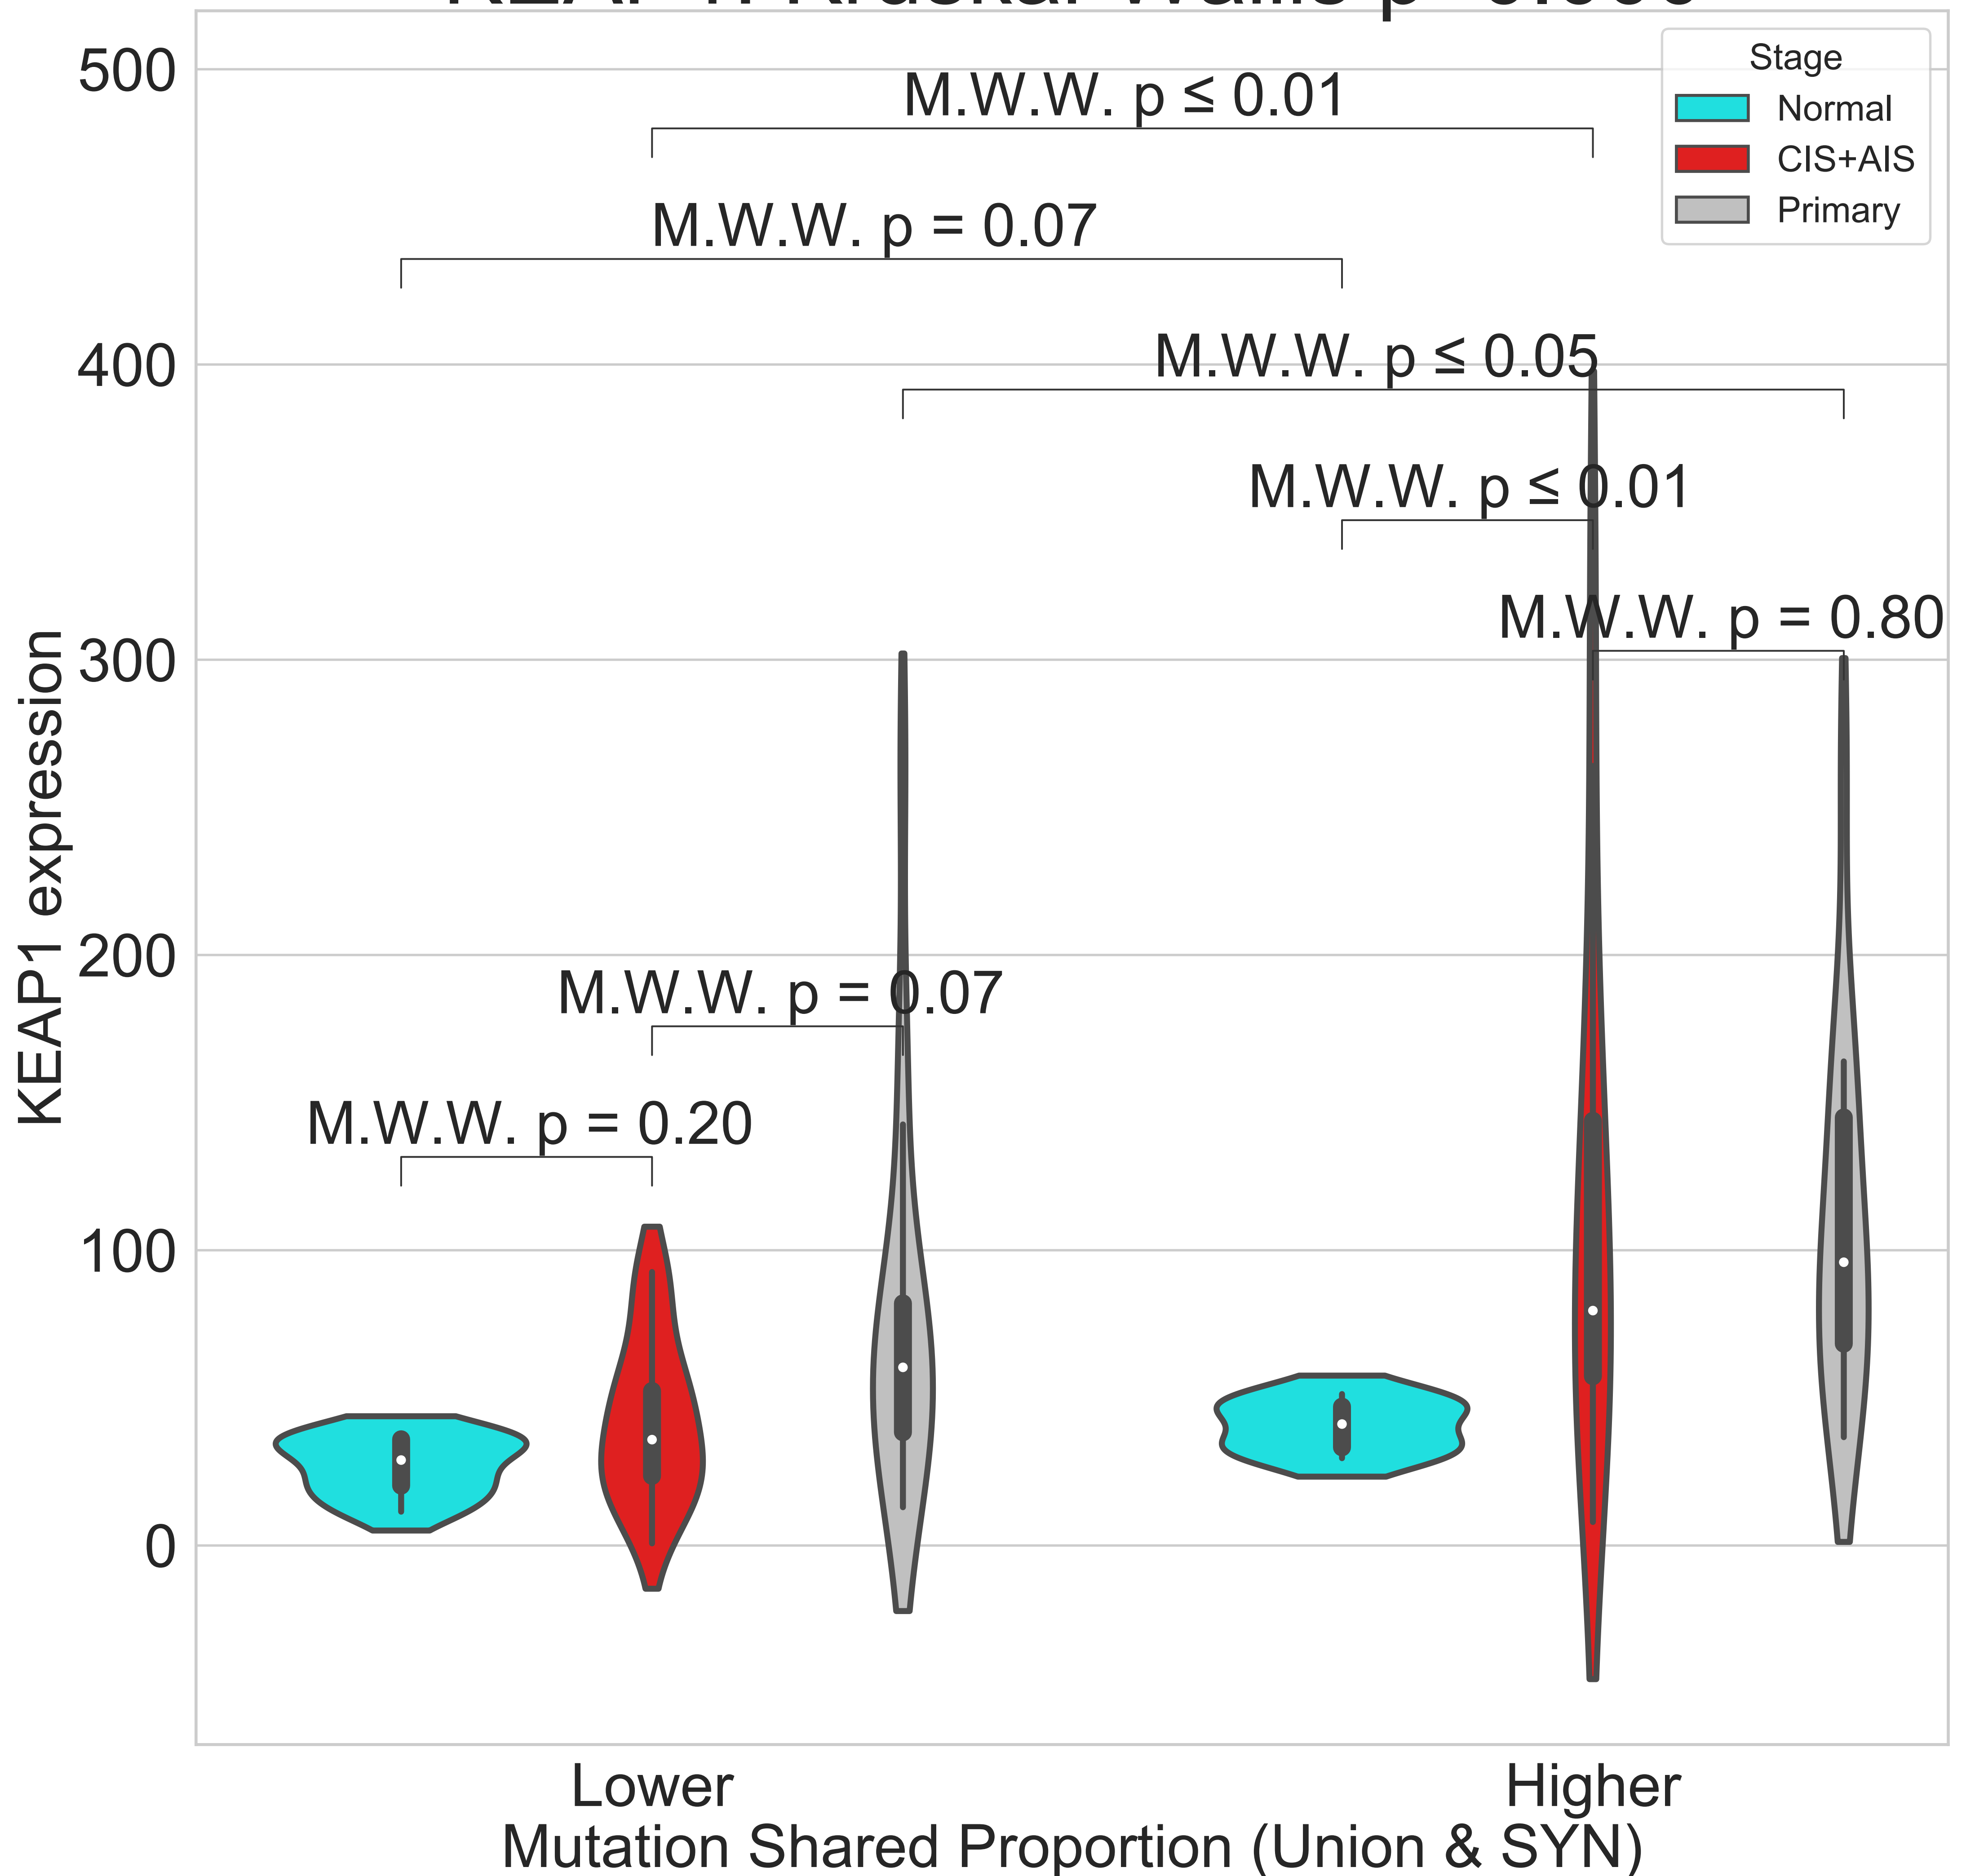 500
400
300
200
100
0
KEAP1 expression
M.W.W. p ≤ 0.01
M.W.W. p = 0.07
M.W.W. p ≤ 0.05
M.W.W. p ≤ 0.01
M.W.W. p = 0.80
M.W.W. p = 0.07
M.W.W. p = 0.20
Stage
Normal
CIS+AIS
Primary
Lower
Higher
Mutation Shared Proportion (Union & SYN)